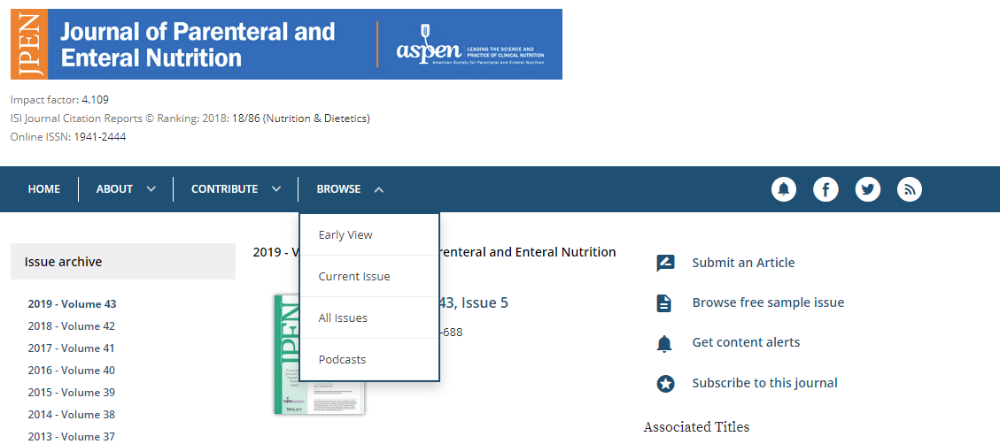 JPEN
Journal of Parenteral and
Enteral Nutrition
aspen
LEADING THE SCIENCE AND
PRACTICE OF CLINICAL NUTRITION
American Society for Parenteral and Enteral Nutrition
Impact factor: 4.109
ISI Journal Citation Reports © Ranking: 2018: 18/86 (Nutrition & Dietetics)
Online ISSN: 1941-2444
HOME ABOUT CONTRIBUTE BROWSE
Early View
Current Issue
All Issues
Podcasts
Issue archive
2019 - Volume 43
2018 - Volume 42
2017 - Volume 41
2016 - Volume 40
2015 - Volume 39
2014 - Volume 38
2013 - Volume 37
2019 - V renteral and Enteral Nutrition
43, Issue 5
-688
JPEN
aspen
WILEY
Submit an Article
Browse free sample issue
Get content alerts
Subscribe to this journal
Associated Titles